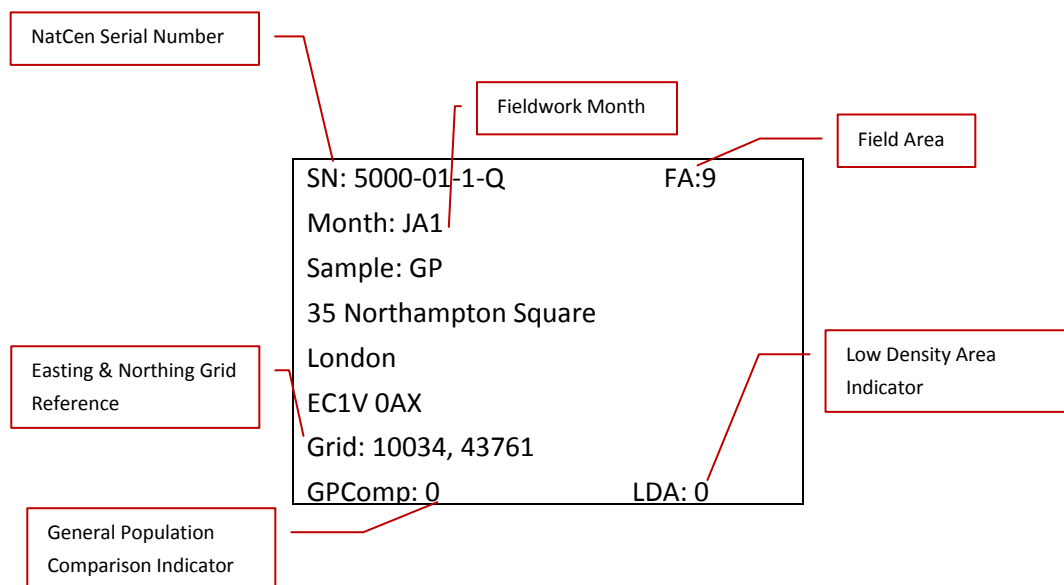 NatCen Serial Number
Fieldwork Month
Field Area
SN: 5000-01-1-Q FA:9
Month: JA1
Sample: GP
35 Northampton Square
London
EC1V 0AX
Grid: 10034, 43761
GPComp: 0 LDA: 0
Easting & Northing Grid
Reference
Low Density Area
Indicator
General Population
Comparison Indicator